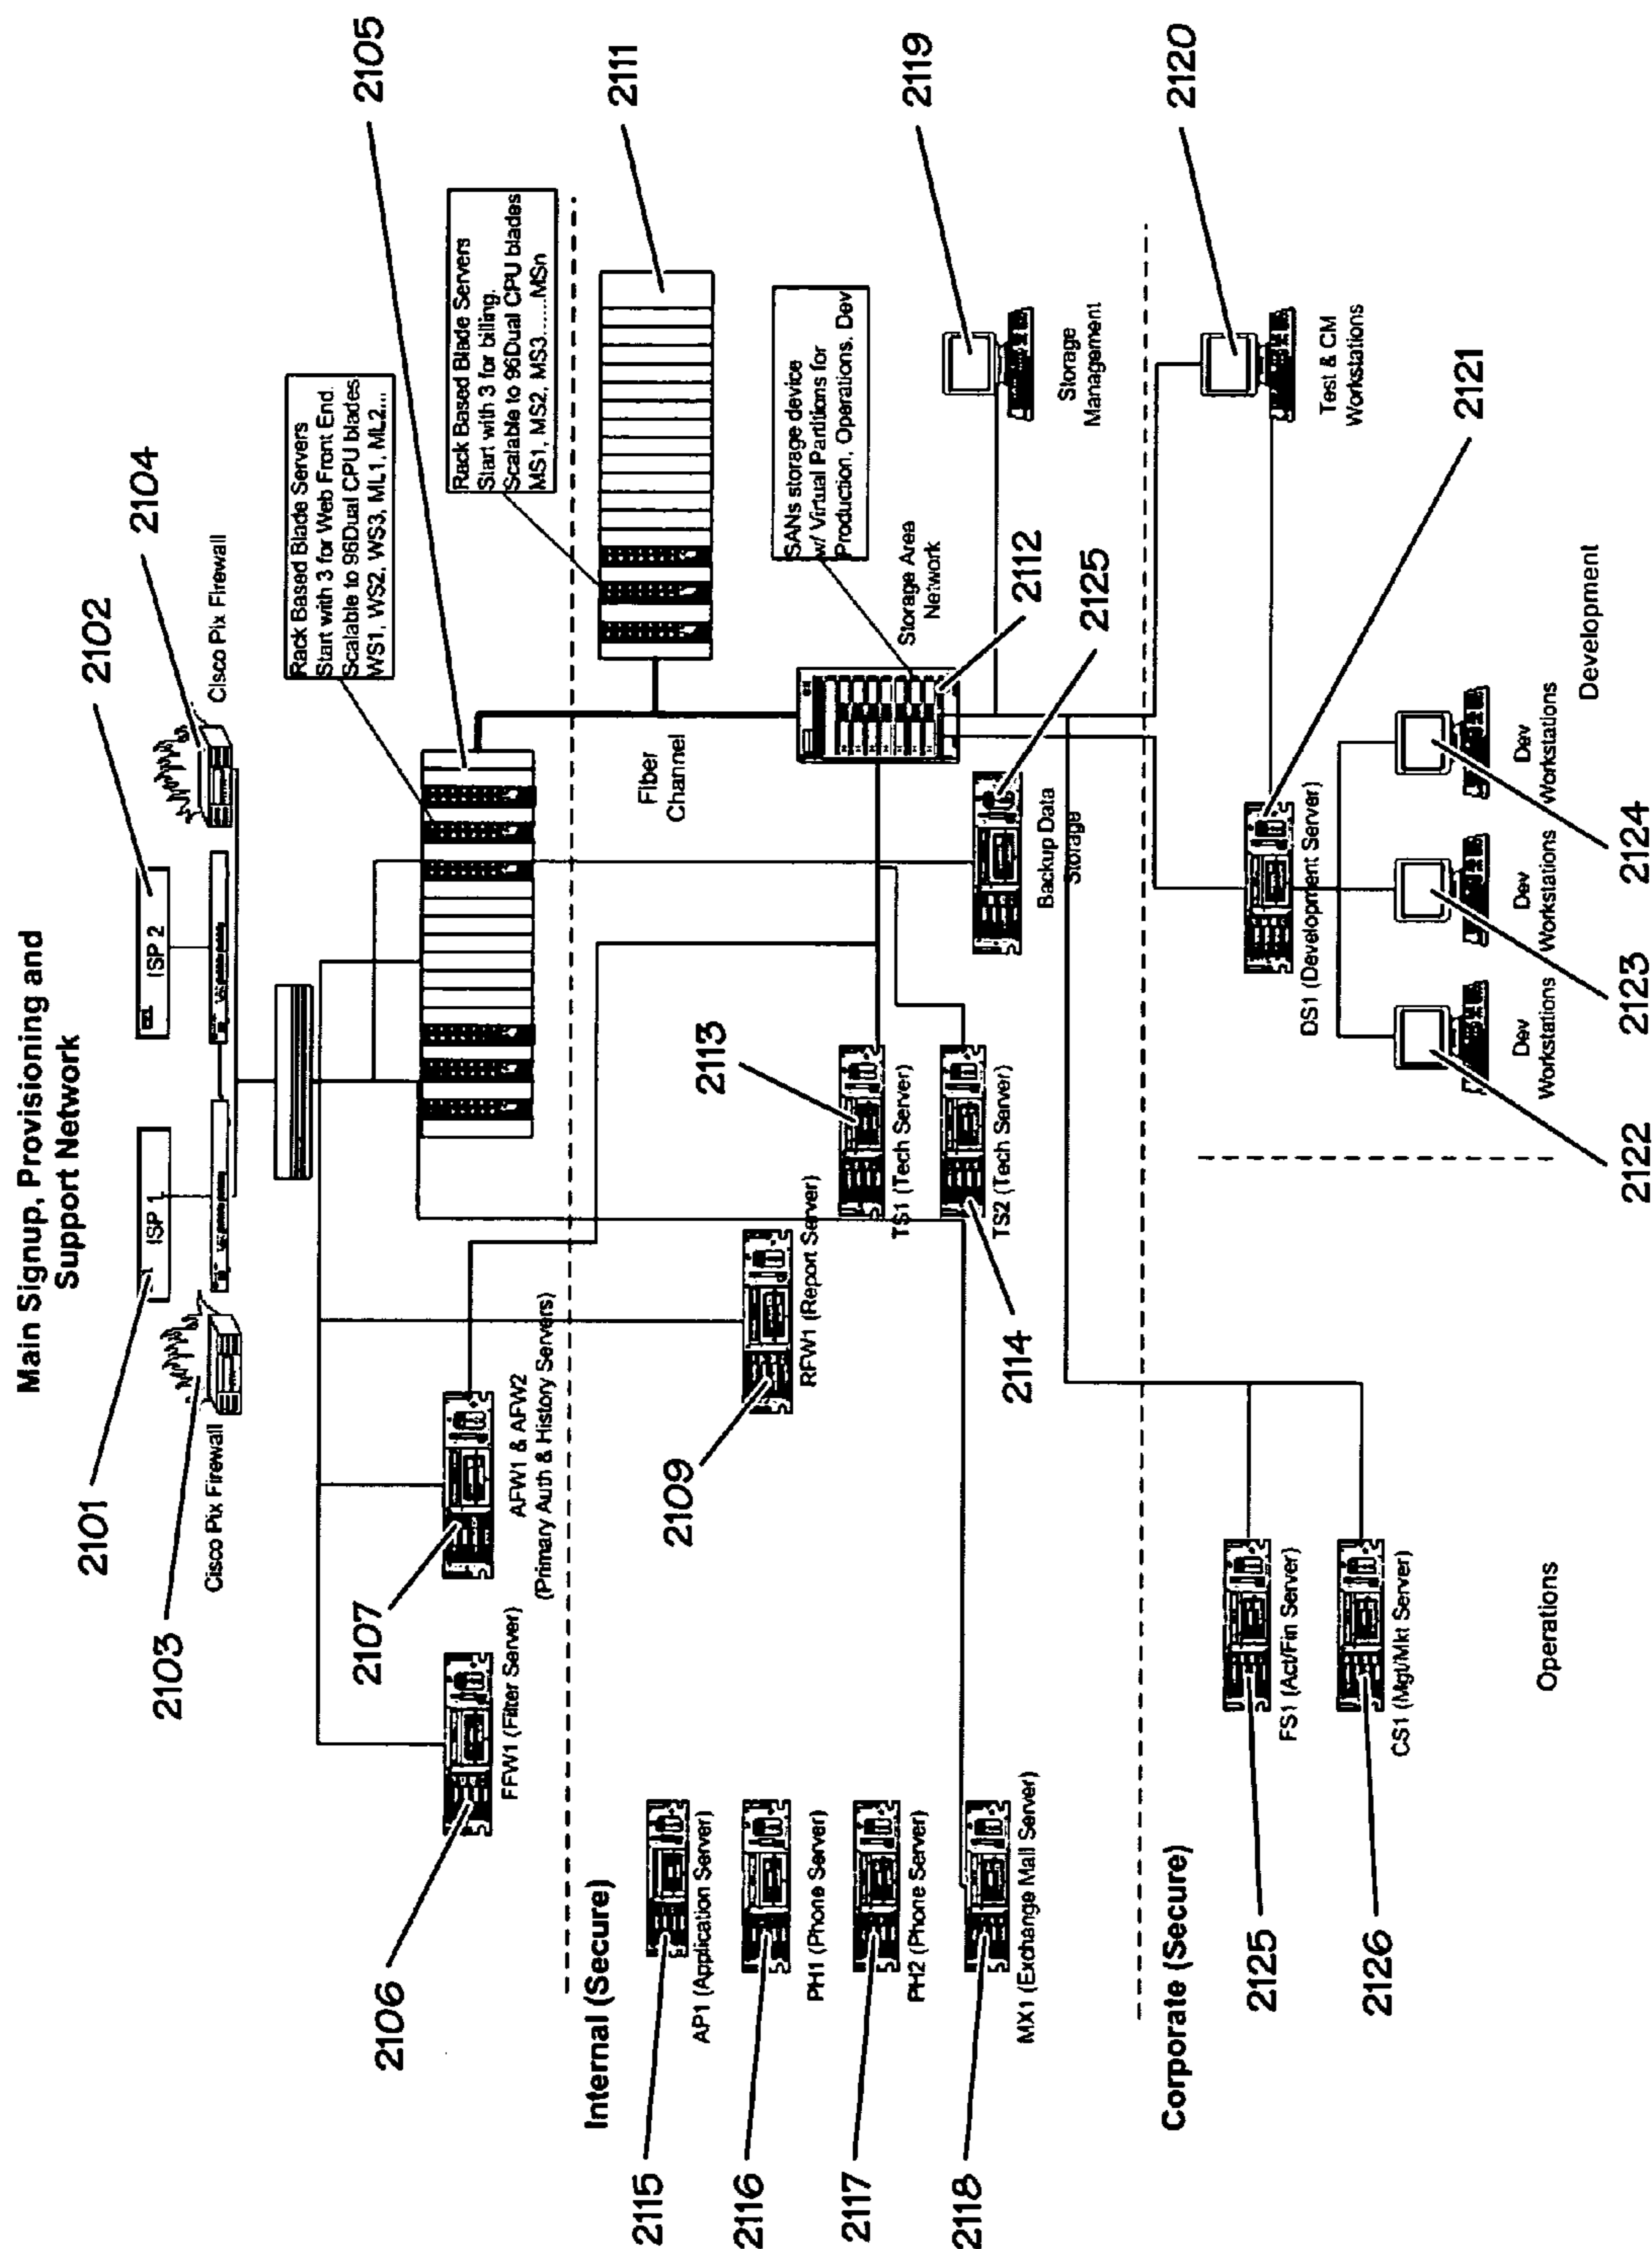 Main Signup, Provisioning and
Support Network
2101
2102
2103
2104
ISP 1
ISP 2
Cisco Pix Firewall
Cisco Pix Firewall
2105
Rack Based Blade Servers
Start with 3 for Web Front End.
Scalable to 96Dual CPU blades
WS1, WS2, WS3, ML1, ML2...
2106
FFW1 (Filter Server)
2107
AFW1 & AFW2
(Primary Auth & History Servers)
Rack Based Blade Servers
Start with 3 for billing.
Scalable to 96Dual CPU blades
MS1, MS2, MS3......MSn
2111
Internal (Secure)
Fiber
Channel
2115
AP1 (Application Server)
2116
PH1 (Phone Server)
2117
PH2 (Phone Server)
2118
MX1 (Exchange Mail Server)
2109
RFW1 (Report Server)
2113
TS1 (Tech Server)
2114
TS2 (Tech Server)
SANs storage device
w/ Virtual Partitions for
Production, Operations. Dev
Storage Area
Network
2112
2125
Backup Data
Storage
2119
Storage
Management
Corporate (Secure)
2120
Test & CM
Workstations
2121
DS1 (Development Server)
2125
FS1 (Act/Fin Server)
2126
CS1 (Mgt/Mkt Server)
Operations
Dev
Workstations
Dev
Workstations
Dev
Workstations
2122
2123
2124
Development